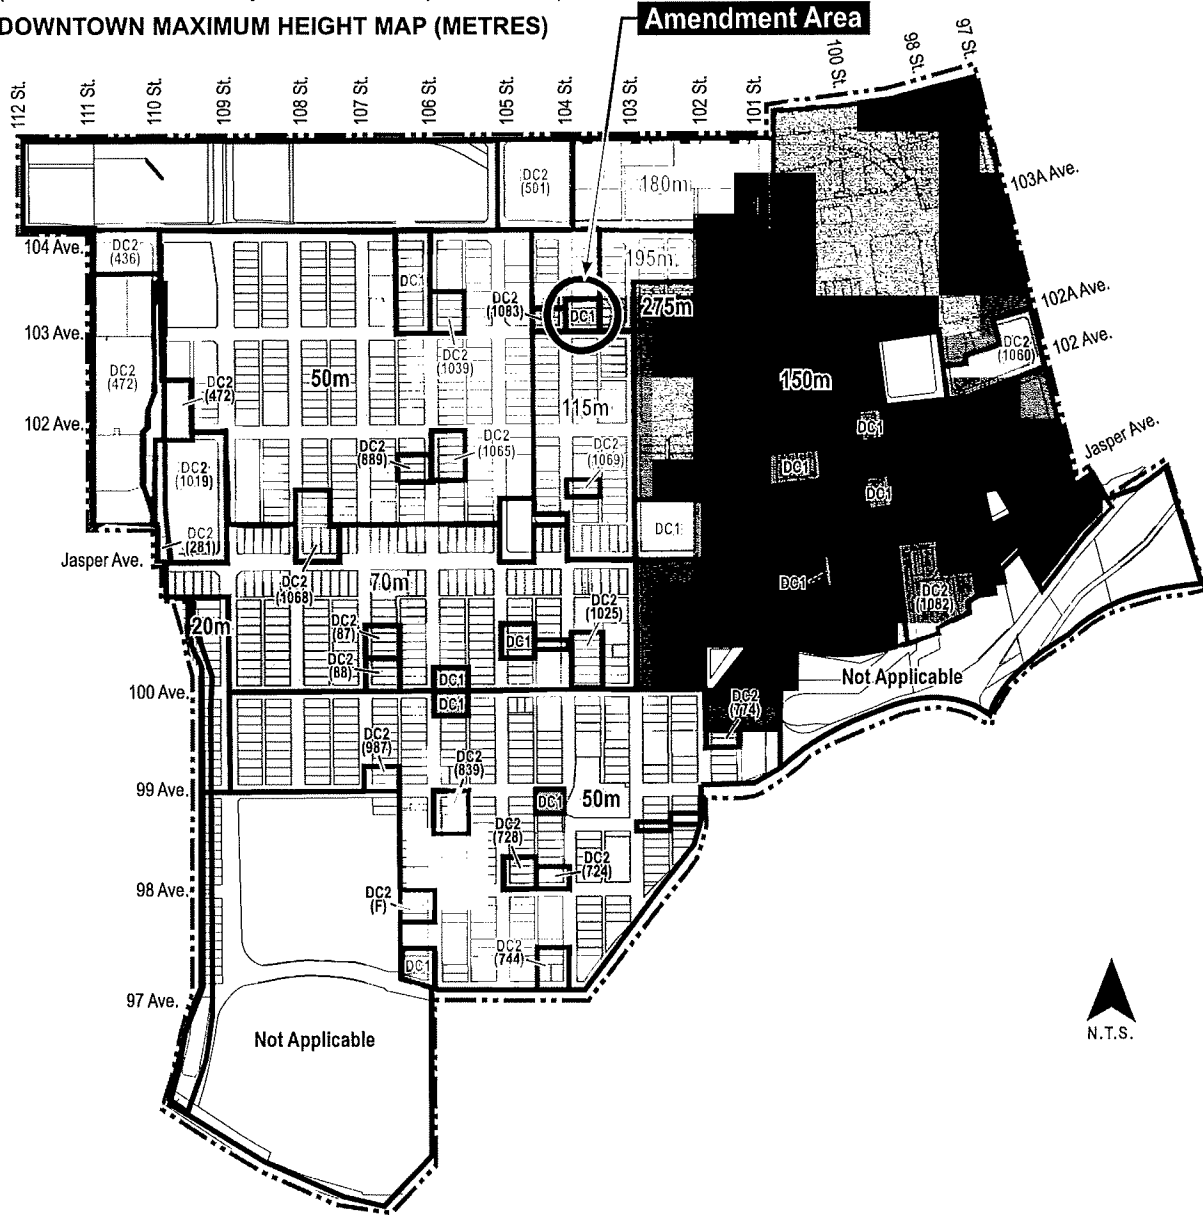 DOWNTOWN MAXIMUM HEIGHT MAP (METRES)
Amendment Area
112 St.
111 St.
110 St.
109 St.
108 St.
107 St.
106 St.
105 St.
104 St.
103 St.
102 St.
101 St.
100 St.
98 St.
97 St.
DC2
(501)
180m
103A Ave.
104 Ave.
DC2
(436)
DC1
195m
DC2
(1083)
DC1
275m
102A Ave.
103 Ave.
DC2
(1039)
DC2
(1060)
102 Ave.
DC2
(472)
DC2
(472)
50m
150m
115m
102 Ave.
DC1
DC2
(889)
DC2
(1065)
DC2
(1069)
Jasper Ave.
DC2
(1019)
DC1
DC1
DC2
(281)
DC1
Jasper Ave.
DC2
(1068)
70m
DC1
DC2
(1082)
DC2
(1025)
20m
DC2
(87)
DC1
DC2
(88)
DC1
Not Applicable
100 Ave.
DC1
DC2
(774)
DC2
(987)
DC2
(839)
99 Ave.
DC1
50m
DC2
(728)
DC2
(724)
98 Ave.
DC2
(F)
DC2
(744)
DC1
97 Ave.
Not Applicable
N.T.S.